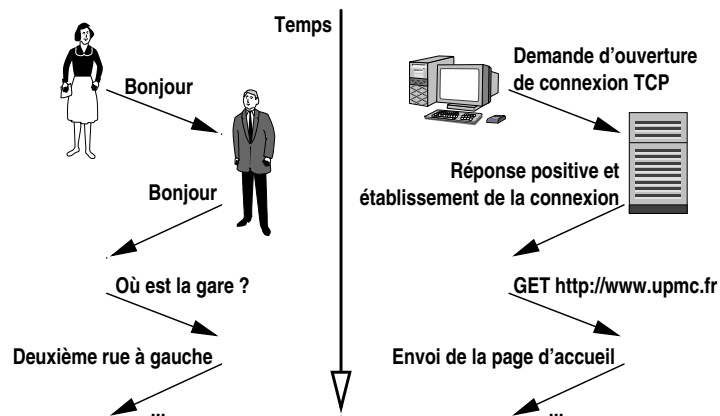 Temps
Bonjour
Bonjour
Où est la gare ?
Deuxième rue à gauche
...
Demande d’ouverture
de connexion TCP
Réponse positive et
établissement de la connexion
GET http://www.upmc.fr
Envoi de la page d’accueil
...